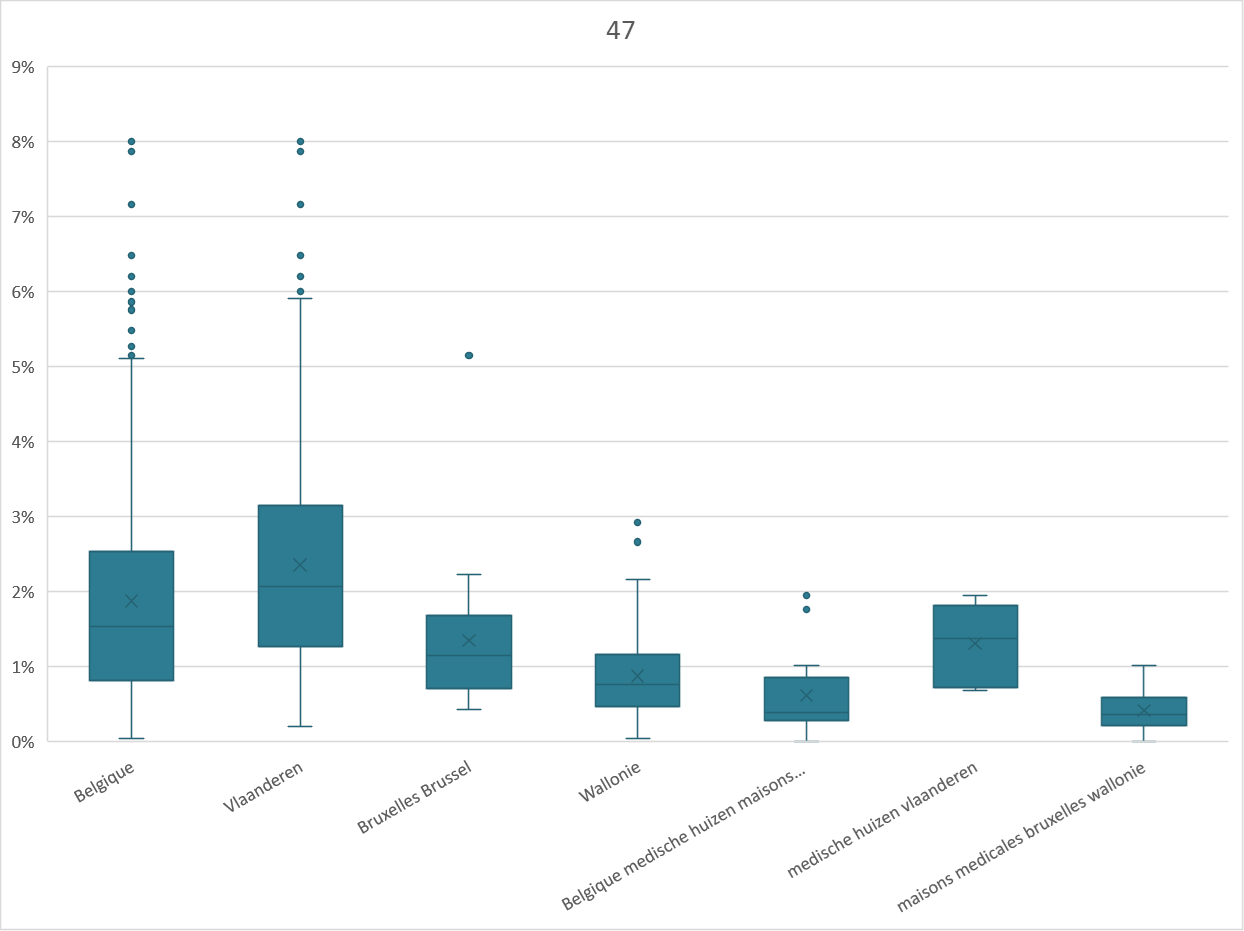 47
9%
8%
7%
6%
5%
4%
3%
2%
1%
0%
Belgique
Vlaanderen
Bruxelles Brussel
Wallonie
Belgique medische huizen maisons...
medische huizen vlaanderen
maisons medicales bruxelles wallonie